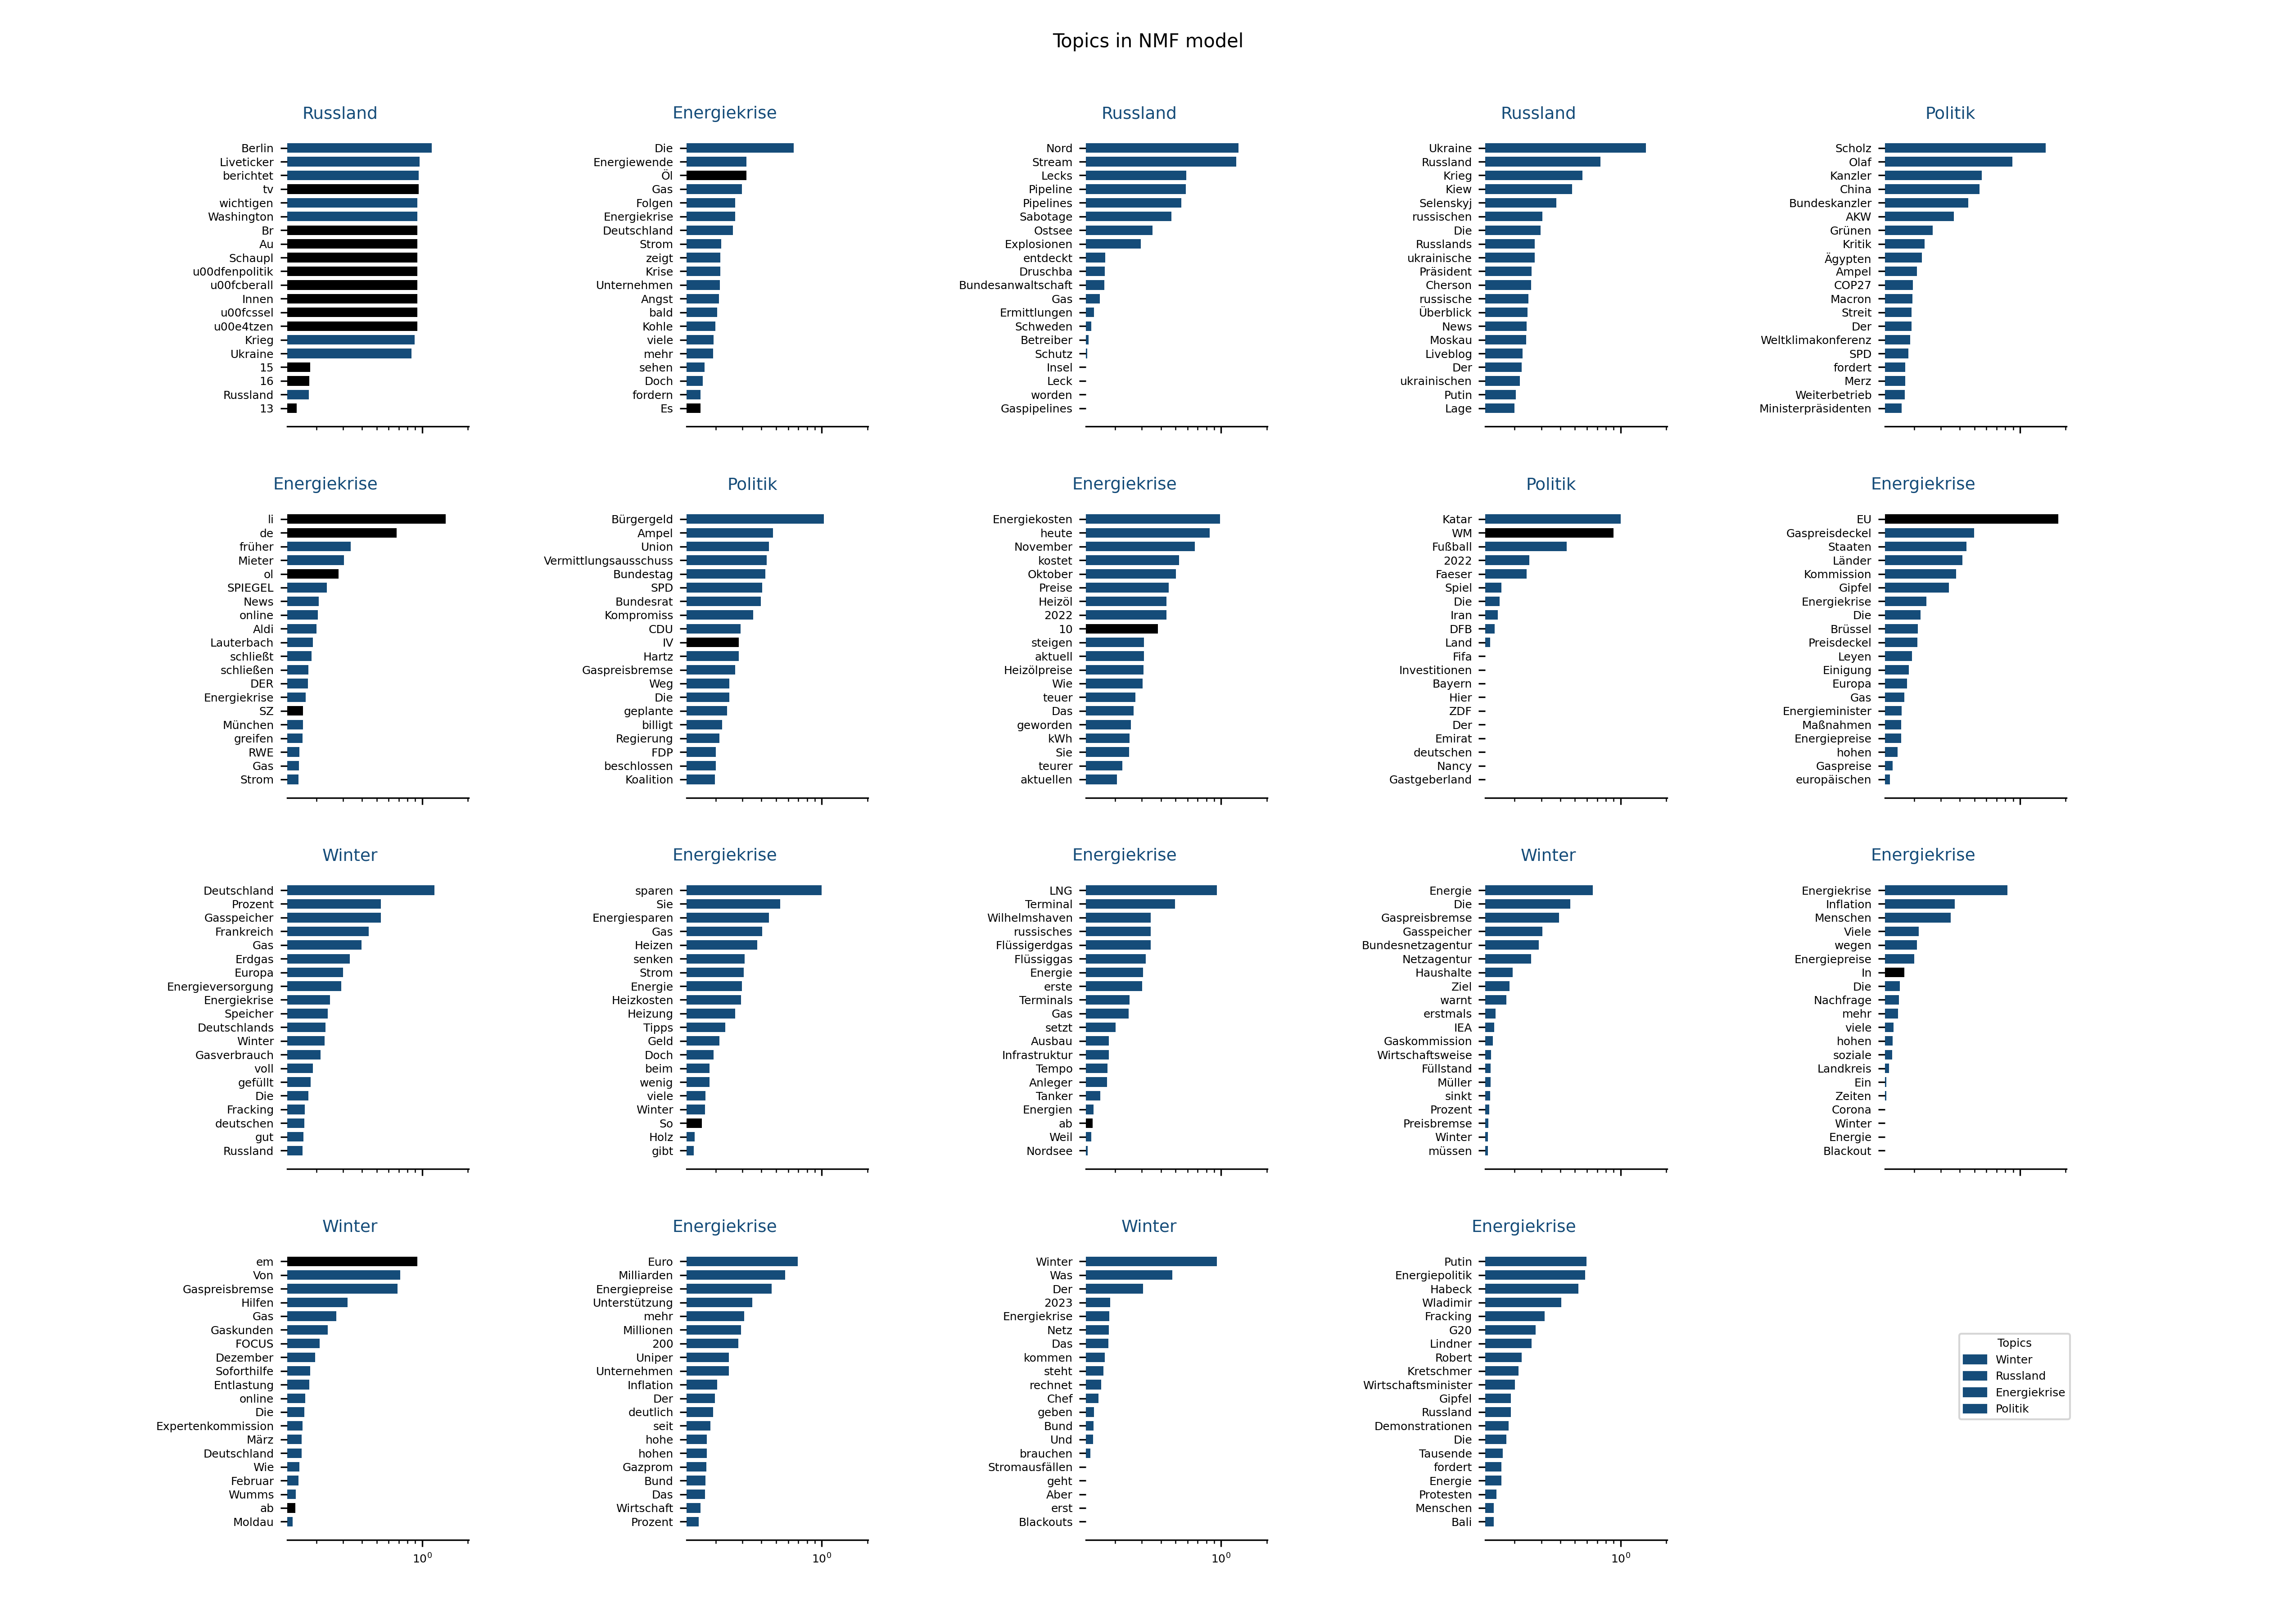 Topics in NMF model
Russland
Berlin
Liveticker
berichtet
tv
wichtigen
Washington
Br
Au
Schaupl
u00dfenpolitik
u00fcberall
Innen
u00fcssel
u00e4tzen
Krieg
Ukraine
15
16
Russland
13
Energiekrise
Die
Energiewende
Öl
Gas
Folgen
Energiekrise
Deutschland
Strom
zeigt
Krise
Unternehmen
Angst
bald
Kohle
viele
mehr
sehen
Doch
fordern
Es
Russland
Nord
Stream
Lecks
Pipeline
Pipelines
Sabotage
Ostsee
Explosionen
entdeckt
Druschba
Bundesanwaltschaft
Gas
Ermittlungen
Schweden
Betreiber
Schutz
Insel
Leck
worden
Gaspipelines
Russland
Ukraine
Russland
Krieg
Kiew
Selenskyj
russischen
Die
Russlands
ukrainische
Präsident
Cherson
russische
Überblick
News
Moskau
Liveblog
Der
ukrainischen
Putin
Lage
Politik
Scholz
Olaf
Kanzler
China
Bundeskanzler
AKW
Grünen
Kritik
Ägypten
Ampel
COP27
Macron
Streit
Der
Weltklimakonferenz
SPD
fordert
Merz
Weiterbetrieb
Ministerpräsidenten
Energiekrise
li
de
früher
Mieter
ol
SPIEGEL
News
online
Aldi
Lauterbach
schließt
schließen
DER
Energiekrise
SZ
München
greifen
RWE
Gas
Strom
Politik
Bürgergeld
Ampel
Union
Vermittlungsausschuss
Bundestag
SPD
Bundesrat
Kompromiss
CDU
IV
Hartz
Gaspreisbremse
Weg
Die
geplante
billigt
Regierung
FDP
beschlossen
Koalition
Energiekrise
Energiekosten
heute
November
kostet
Oktober
Preise
Heizöl
2022
10
steigen
aktuell
Heizölpreise
Wie
teuer
Das
geworden
kWh
Sie
teurer
aktuellen
Politik
Katar
WM
Fußball
2022
Faeser
Spiel
Die
Iran
DFB
Land
Fifa
Investitionen
Bayern
Hier
ZDF
Der
Emirat
deutschen
Nancy
Gastgeberland
Energiekrise
EU
Gaspreisdeckel
Staaten
Länder
Kommission
Gipfel
Energiekrise
Die
Brüssel
Preisdeckel
Leyen
Einigung
Europa
Gas
Energieminister
Maßnahmen
Energiepreise
hohen
Gaspreise
europäischen
Winter
Deutschland
Prozent
Gasspeicher
Frankreich
Gas
Erdgas
Europa
Energieversorgung
Energiekrise
Speicher
Deutschlands
Winter
Gasverbrauch
voll
gefüllt
Die
Fracking
deutschen
gut
Russland
Energiekrise
sparen
Sie
Energiesparen
Gas
Heizen
senken
Strom
Energie
Heizkosten
Heizung
Tipps
Geld
Doch
beim
wenig
viele
Winter
So
Holz
gibt
Energiekrise
LNG
Terminal
Wilhelmshaven
russisches
Flüssigerdgas
Flüssiggas
Energie
erste
Terminals
Gas
setzt
Ausbau
Infrastruktur
Tempo
Anleger
Tanker
Energien
ab
Weil
Nordsee
Winter
Energie
Die
Gaspreisbremse
Gasspeicher
Bundesnetzagentur
Netzagentur
Haushalte
Ziel
warnt
erstmals
IEA
Gaskommission
Wirtschaftsweise
Füllstand
Müller
sinkt
Prozent
Preisbremse
Winter
müssen
Energiekrise
Energiekrise
Inflation
Menschen
Viele
wegen
Energiepreise
In
Die
Nachfrage
mehr
viele
hohen
soziale
Landkreis
Ein
Zeiten
Corona
Winter
Energie
Blackout
Winter
em
Von
Gaspreisbremse
Hilfen
Gas
Gaskunden
FOCUS
Dezember
Soforthilfe
Entlastung
online
Die
Expertenkommission
März
Deutschland
Wie
Februar
Wumms
ab
Moldau
10⁰
Energiekrise
Euro
Milliarden
Energiepreise
Unterstützung
mehr
Millionen
200
Uniper
Unternehmen
Inflation
Der
deutlich
seit
hohe
hohen
Gazprom
Bund
Das
Wirtschaft
Prozent
10⁰
Winter
Winter
Was
Der
2023
Energiekrise
Netz
Das
kommen
steht
rechnet
Chef
geben
Bund
Und
brauchen
Stromausfällen
geht
Aber
erst
Blackouts
10⁰
Energiekrise
Putin
Energiepolitik
Habeck
Wladimir
Fracking
G20
Lindner
Robert
Kretschmer
Wirtschaftsminister
Gipfel
Russland
Demonstrationen
Die
Tausende
fordert
Energie
Protesten
Menschen
Bali
10⁰
Topics
Winter
Russland
Energiekrise
Politik